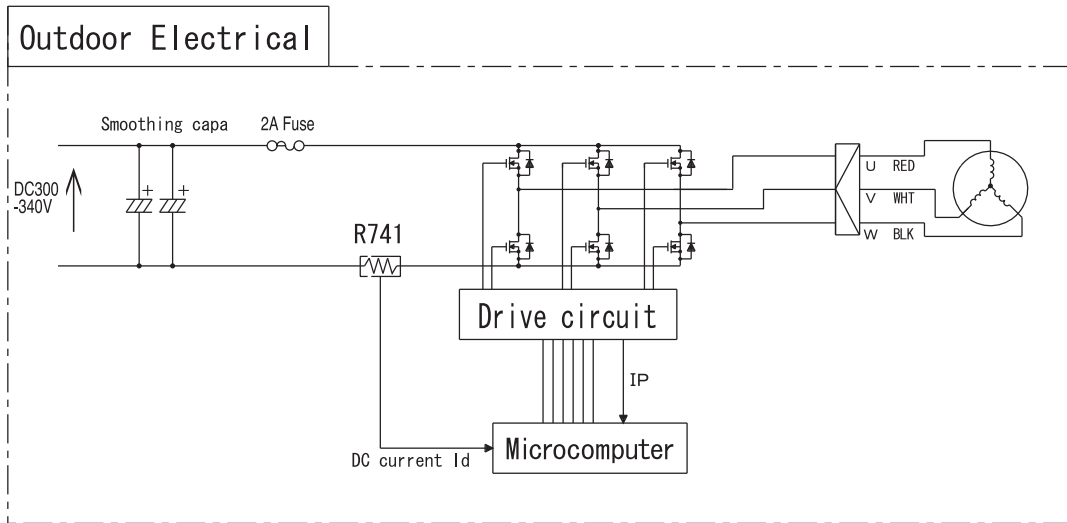 Outdoor Electrical
Smoothing capa
2A Fuse
DC300
-340V
+
+
U RED
V WHT
W BLK
R741
Drive circuit
IP
Microcomputer
DC current Id